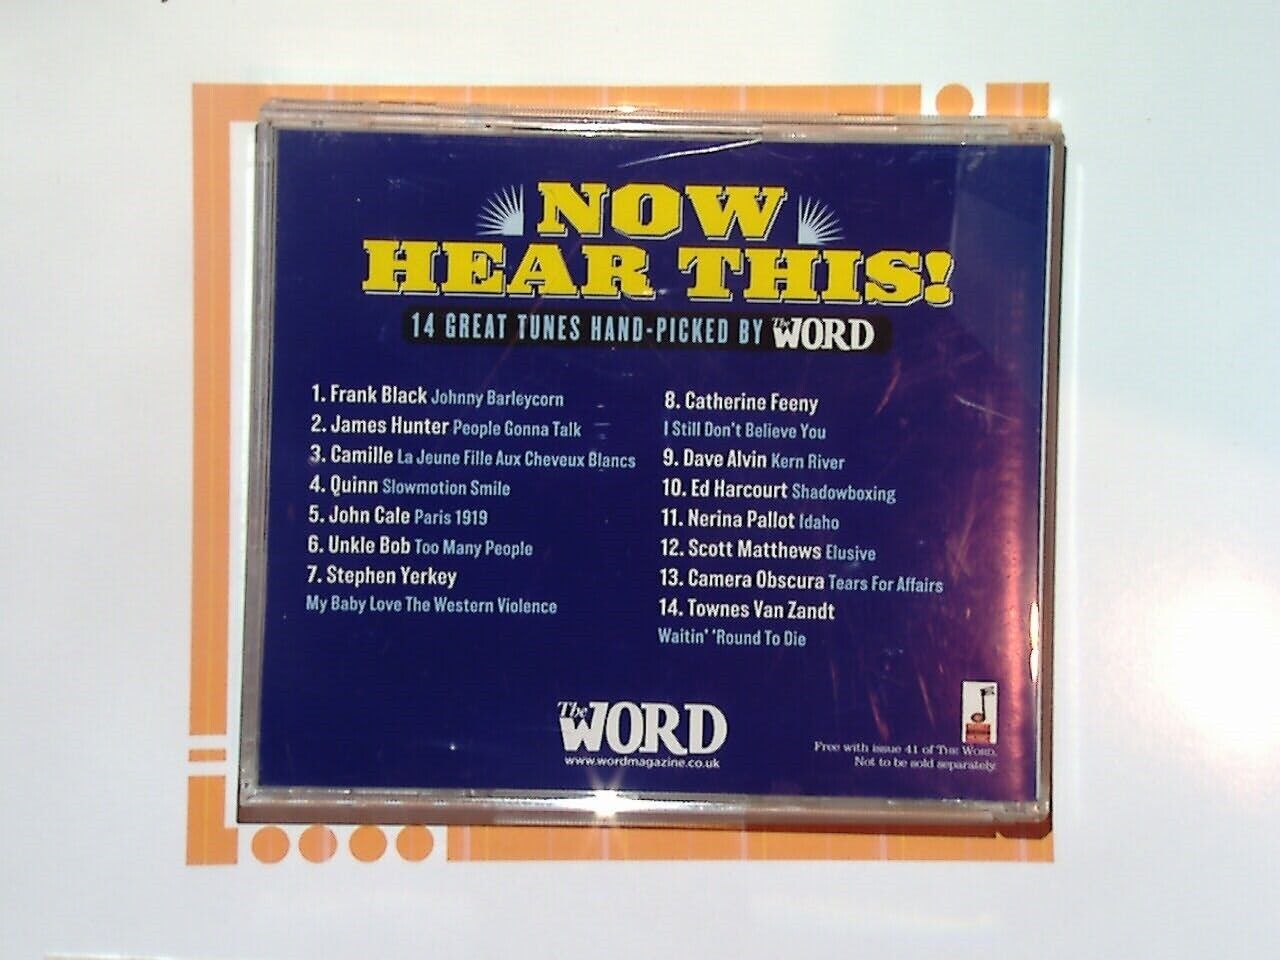 NOW
HEAR THIS!
14 GREAT TUNES HAND-PICKED BY The WORD
1. Frank Black Johnny Barleycorn
2. James Hunter People Gonna Talk
3. Camille La Jeune Fille Aux Cheveux Blancs
4. Quinn Slowmotion Smile
5. John Cale Paris 1919
6. Unkle Bob Too Many People
7. Stephen Yerkey
My Baby Love The Western Violence
8. Catherine Feeny
I Still Don't Believe You
9. Dave Alvin Kern River
10. Ed Harcourt Shadowboxing
11. Nerina Pallot Idaho
12. Scott Matthews Elusive
13. Camera Obscura Tears For Affairs
14. Townes Van Zandt
Waitin' 'Round To Die
The WORD
www.wordmagazine.co.uk
Free with issue 41 of THE WORD.
Not to be sold separately.